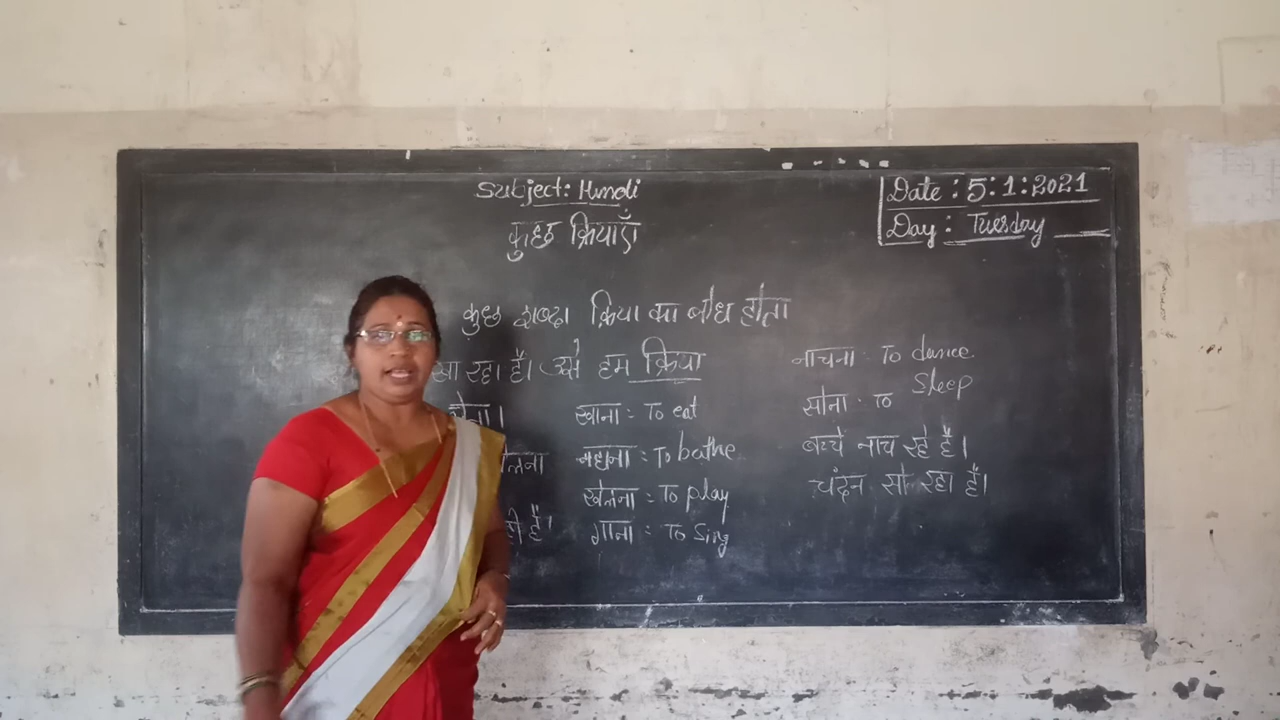 Subject: Hindi
Date : 5:1:2021
Day : Tuesday
कुछ क्रियाएँ
कुछ क्रिया का बोध होता
रहा है। उसे हम क्रिया
खाना = To eat
नहाना = To bathe
खेलना = To play
गाना = To sing
नाचना = To dance
सोना = To sleep
बच्चे नाच रहे हैं।
चंदन सो रहा है।